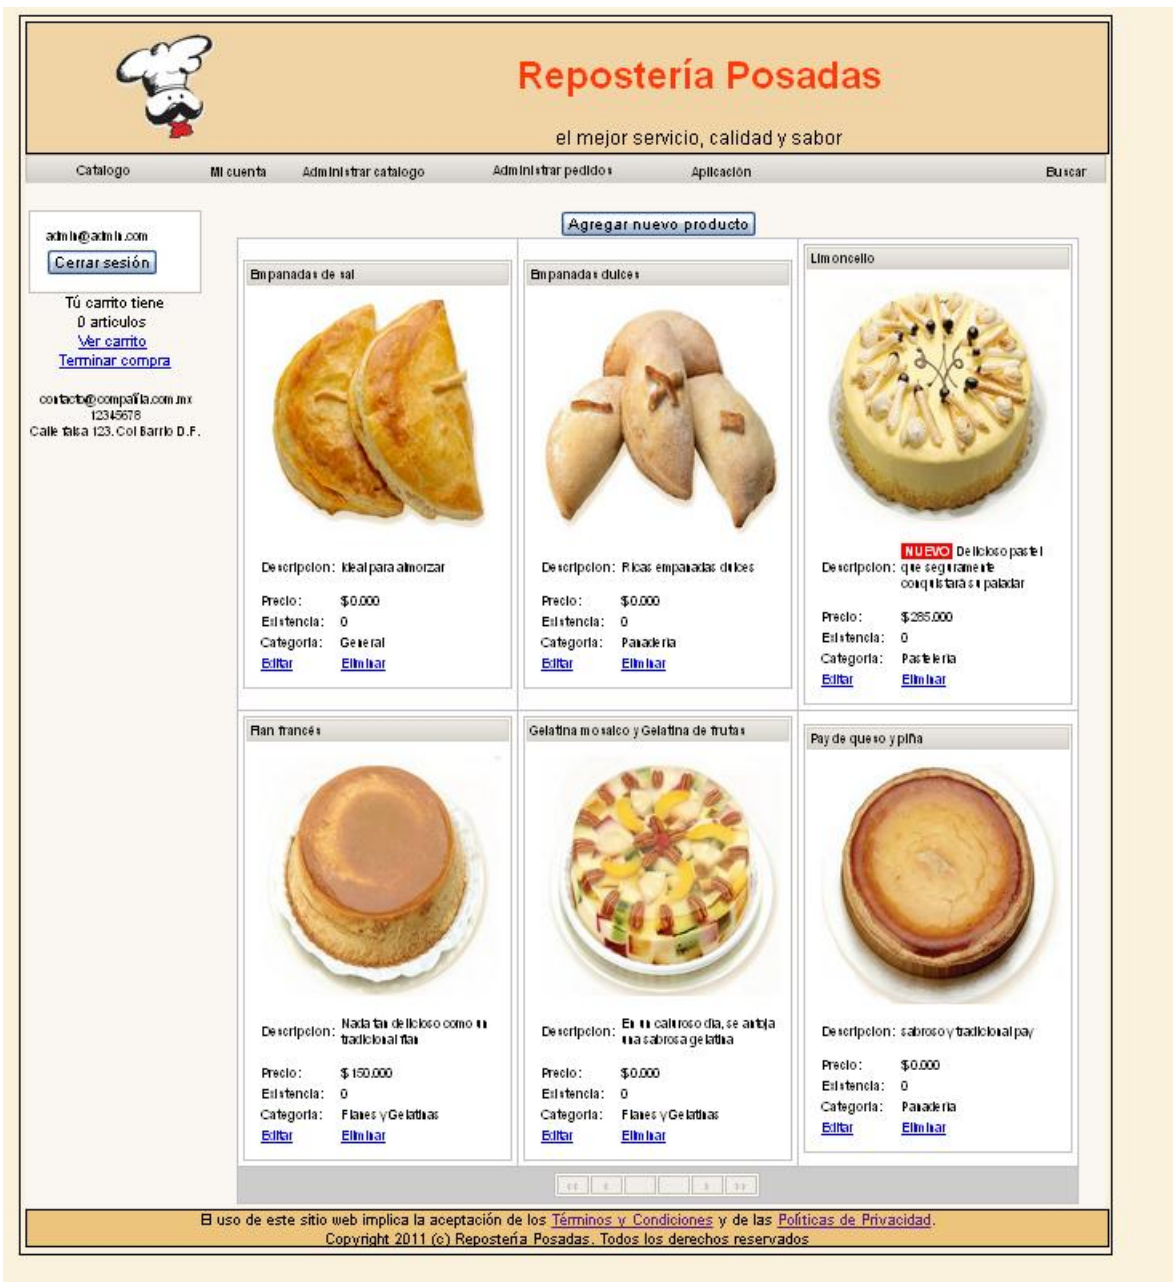 Repostería Posadas
el mejor servicio, calidad y sabor
Catalogo Mi cuenta Administrar catalogo Administrar pedidos Aplicación Buscar
admin@admin.com
Cerrar sesión
Tú carrito tiene
0 articulos
Ver carrito
Terminar compra
contacto@compañia.com.mx
12345678
Calle falsa 123. Col Barrio D.F.
Agregar nuevo producto
Empanadas de sal
Descripcion: Ideal para almorzar
Precio: $0.000
Existencia: 0
Categoria: General
Editar Eliminar
Empanadas dulces
Descripcion: Ricas empanadas dulces
Precio: $0.000
Existencia: 0
Categoria: Panaderia
Editar Eliminar
Limoncello
NUEVO Delicioso pastel
Descripcion: que seguramente
conquistará su paladar
Precio: $285.000
Existencia: 0
Categoria: Pasteleria
Editar Eliminar
Flan francés
Descripcion: Nada tan delicioso como un
tradicional flan
Precio: $150.000
Existencia: 0
Categoria: Flanes y Gelatinas
Editar Eliminar
Gelatina mosaico y Gelatina de frutas
Descripcion: En un caluroso dia, se antoja
una sabrosa gelatina
Precio: $0.000
Existencia: 0
Categoria: Flanes y Gelatinas
Editar Eliminar
Pay de queso y piña
Descripcion: sabroso y tradicional pay
Precio: $0.000
Existencia: 0
Categoria: Panaderia
Editar Eliminar
<< < > >>
El uso de este sitio web implica la aceptación de los Términos y Condiciones y de las Políticas de Privacidad.
Copyright 2011 (c) Repostería Posadas. Todos los derechos reservados